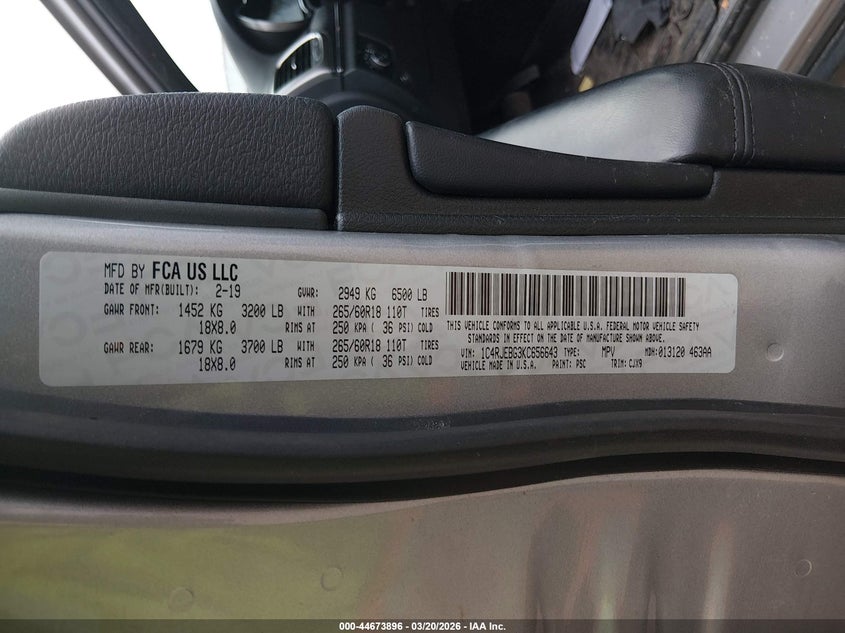 MFD BY FCA US LLC
DATE OF MFR(BUILT): 2-19 GVWR: 2949 KG 6500 LB
GAWR FRONT: 1452 KG 3200 LB WITH 265/60R18 110T TIRES
18X8.0 RIMS AT 250 KPA ( 36 PSI) COLD
GAWR REAR: 1679 KG 3700 LB WITH 265/60R18 110T TIRES
18X8.0 RIMS AT 250 KPA ( 36 PSI) COLD
THIS VEHICLE CONFORMS TO ALL APPLICABLE U.S.A. FEDERAL MOTOR VEHICLE SAFETY
STANDARDS IN EFFECT ON THE DATE OF MANUFACTURE SHOWN ABOVE.
VIN: 1C4RJEBG3KC656643 TYPE: MPV MDH:013120 463AA
VEHICLE MADE IN U.S.A. PAINT: PSC TRIM: CJX9
000-44673896 - 03/20/2026 - IAA Inc.